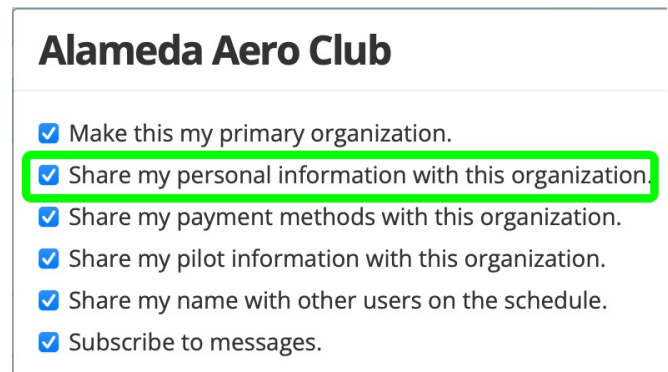 Alameda Aero Club
Make this my primary organization.
Share my personal information with this organization.
Share my payment methods with this organization.
Share my pilot information with this organization.
Share my name with other users on the schedule.
Subscribe to messages.